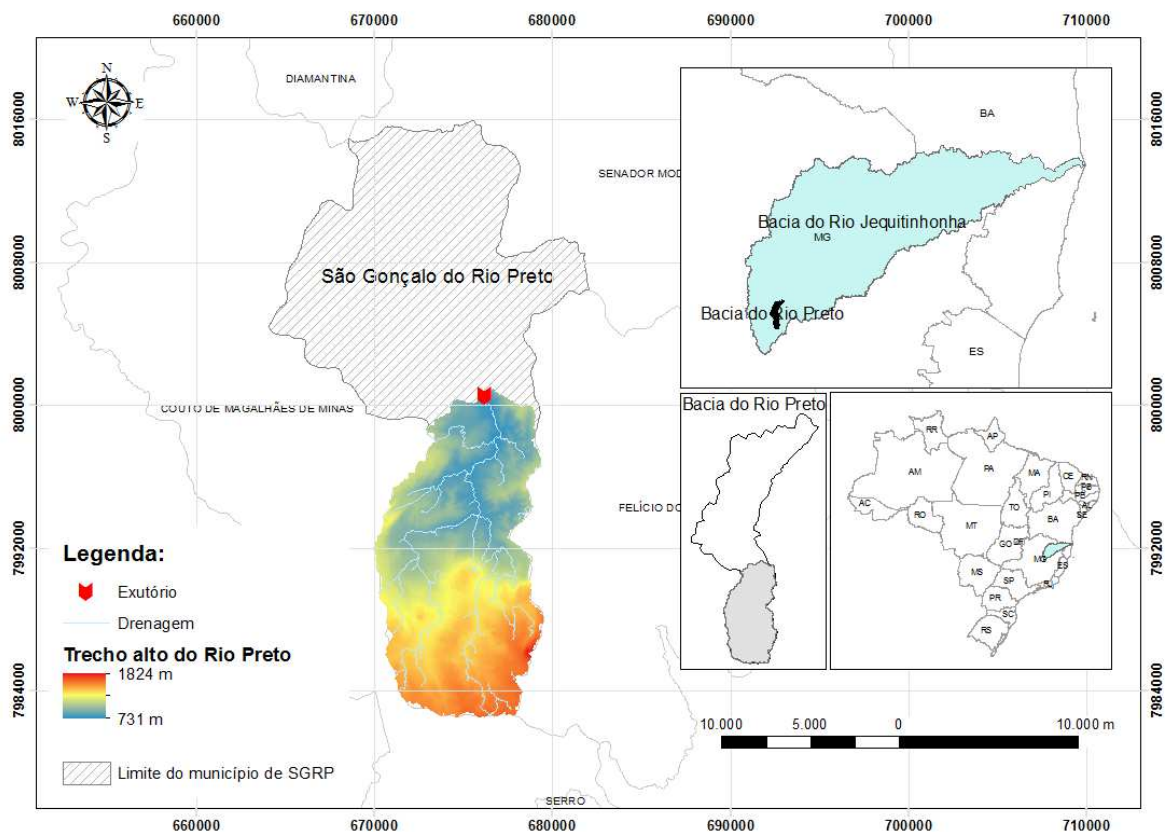 660000 670000 680000 690000 700000 710000
8016000
8008000
8000000
7992000
7984000
N
W E
S
DIAMANTINA
SENADOR MOD
São Gonçalo do Rio Preto
COUTO DE MAGALHÃES DE MINAS
FELÍCIO DO
SERRO
BA
Bacia do Rio Jequitinhonha
MG
Bacia do Rio Preto
ES
Bacia do Rio Preto
RR
AP
AM
PA
MA
CE
RN
PB
PE
PI
AL
SE
AC
RO
TO
BA
MT
GO
DF
MG
ES
MS
SP
RJ
PR
SC
RS
Legenda:
Exutório
Drenagem
Trecho alto do Rio Preto
1824 m
731 m
Limite do município de SGRP
10.000 5.000 0 10.000 m
8016000
8008000
8000000
7992000
7984000
660000 670000 680000 690000 700000 710000